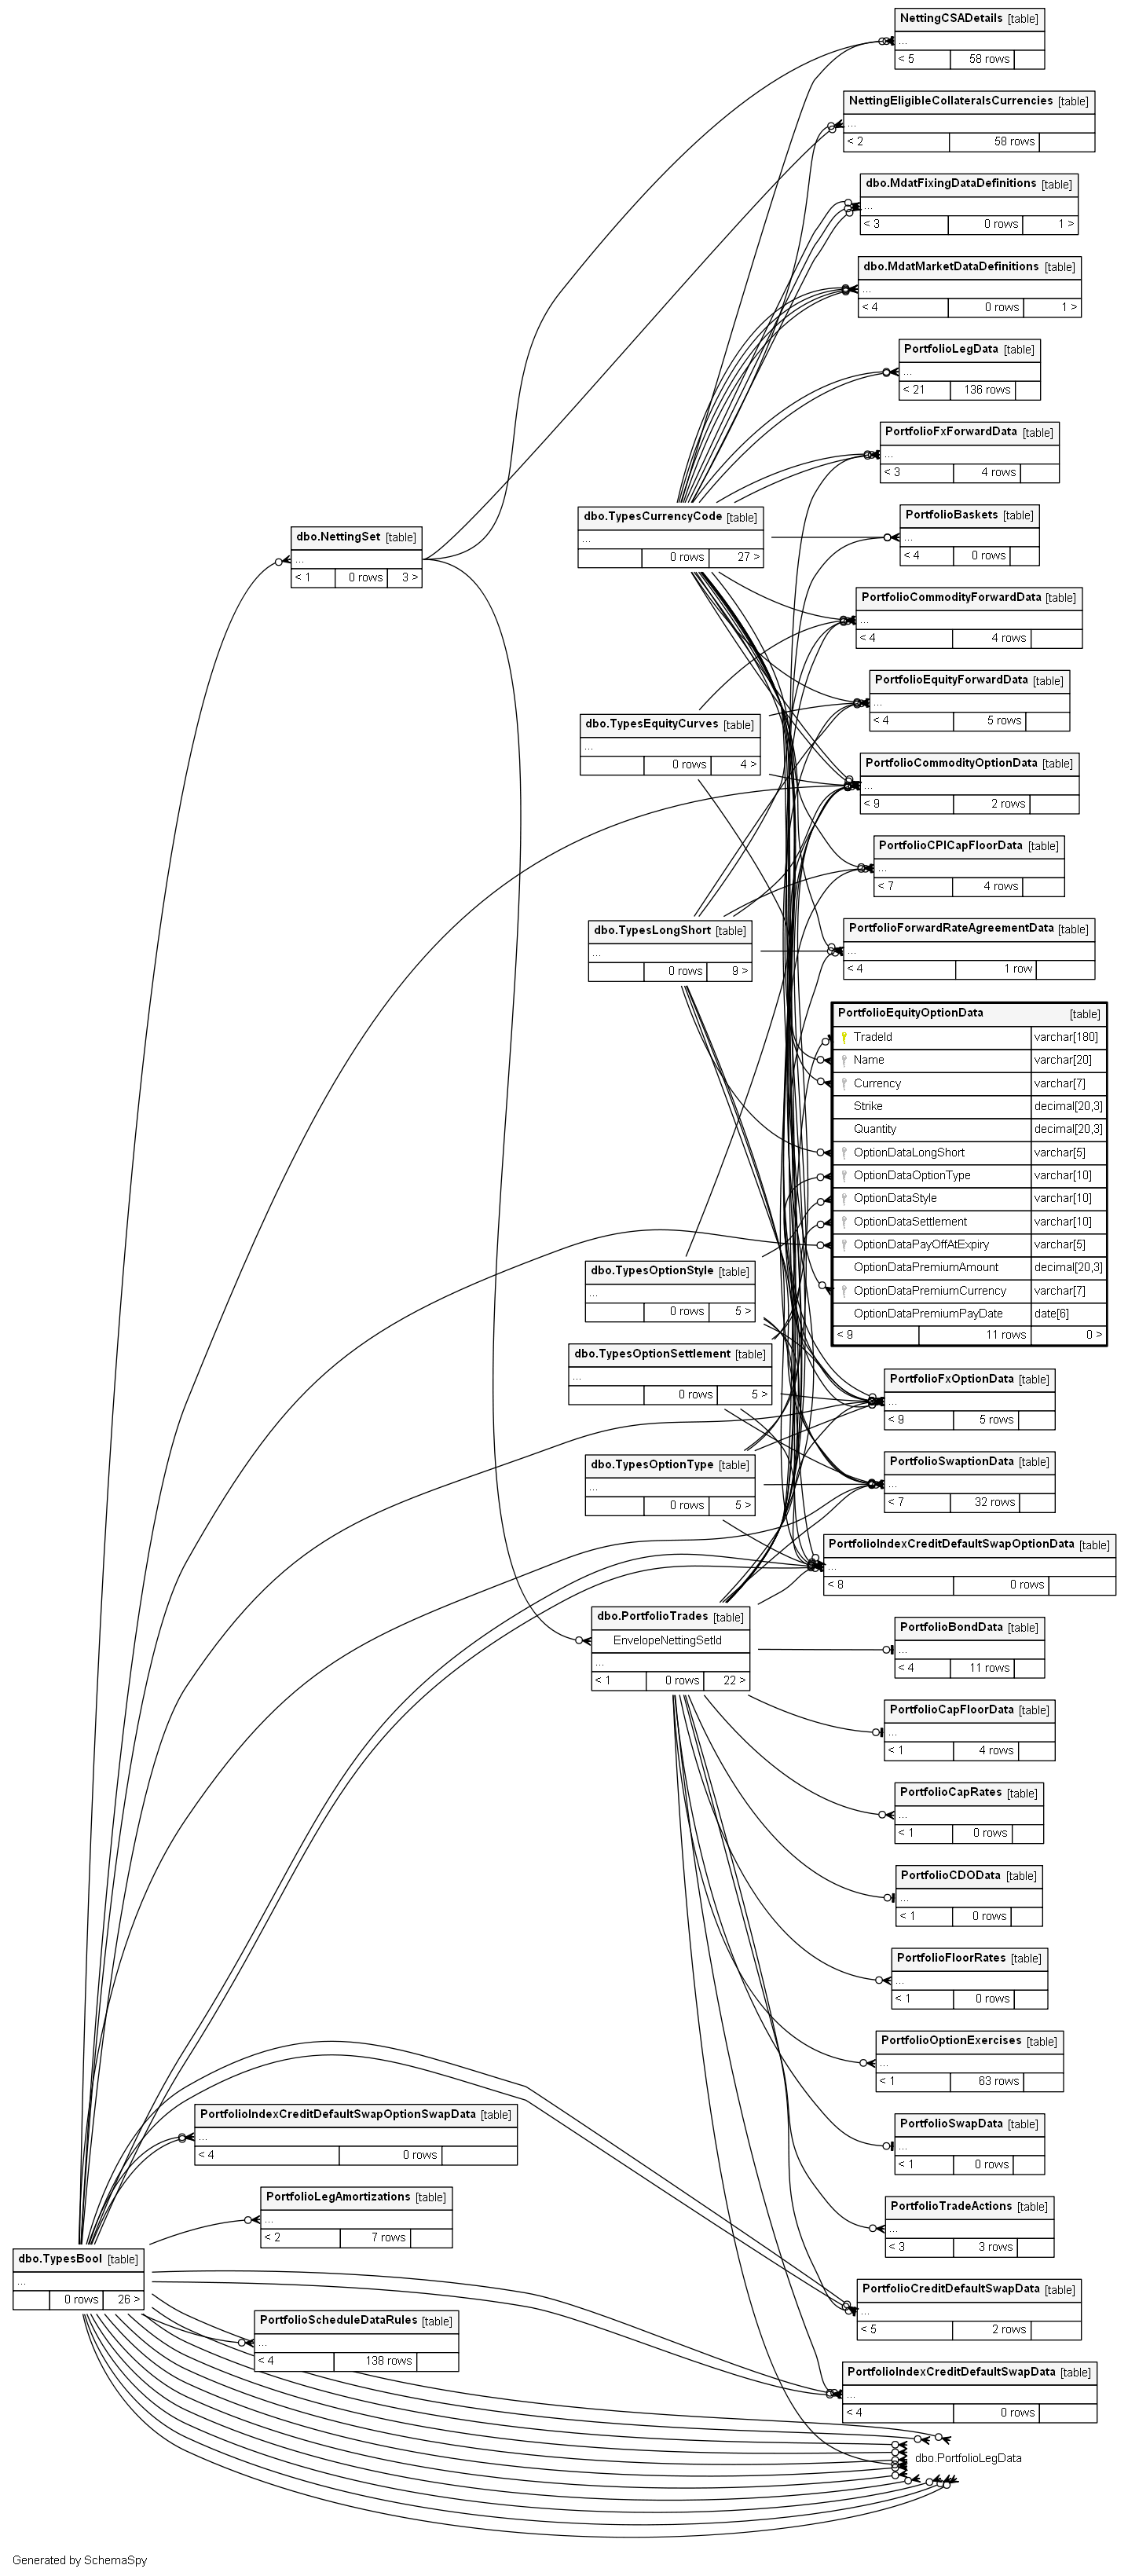 NettingCSADetails [table]
...
< 5 58 rows
NettingEligibleCollateralsCurrencies [table]
...
< 2 58 rows
dbo.MdatFixingDataDefinitions [table]
...
< 3 0 rows 1 >
dbo.MdatMarketDataDefinitions [table]
...
< 4 0 rows 1 >
PortfolioLegData [table]
...
< 21 136 rows
PortfolioFxForwardData [table]
...
< 3 4 rows
dbo.TypesCurrencyCode [table]
...
0 rows 27 >
PortfolioBaskets [table]
...
< 4 0 rows
dbo.NettingSet [table]
...
< 1 0 rows 3 >
PortfolioCommodityForwardData [table]
...
< 4 4 rows
PortfolioEquityForwardData [table]
...
< 4 5 rows
dbo.TypesEquityCurves [table]
...
0 rows 4 >
PortfolioCommodityOptionData [table]
...
< 9 2 rows
PortfolioCPICapFloorData [table]
...
< 7 4 rows
dbo.TypesLongShort [table]
...
0 rows 9 >
PortfolioForwardRateAgreementData [table]
...
< 4 1 row
PortfolioEquityOptionData [table]
TradeId varchar[180]
Name varchar[20]
Currency varchar[7]
Strike decimal[20,3]
Quantity decimal[20,3]
OptionDataLongShort varchar[5]
OptionDataOptionType varchar[10]
OptionDataStyle varchar[10]
OptionDataSettlement varchar[10]
OptionDataPayOffAtExpiry varchar[5]
OptionDataPremiumAmount decimal[20,3]
OptionDataPremiumCurrency varchar[7]
OptionDataPremiumPayDate date[6]
< 9 11 rows 0 >
dbo.TypesOptionStyle [table]
...
0 rows 5 >
dbo.TypesOptionSettlement [table]
...
0 rows 5 >
PortfolioFxOptionData [table]
...
< 9 5 rows
dbo.TypesOptionType [table]
...
0 rows 5 >
PortfolioSwaptionData [table]
...
< 7 32 rows
PortfolioIndexCreditDefaultSwapOptionData [table]
...
< 8 0 rows
dbo.PortfolioTrades [table]
EnvelopeNettingSetId
...
< 1 0 rows 22 >
PortfolioBondData [table]
...
< 4 11 rows
PortfolioCapFloorData [table]
...
< 1 4 rows
PortfolioCapRates [table]
...
< 1 0 rows
PortfolioCDOData [table]
...
< 1 0 rows
PortfolioFloorRates [table]
...
< 1 0 rows
PortfolioOptionExercises [table]
...
< 1 63 rows
PortfolioIndexCreditDefaultSwapOptionSwapData [table]
...
< 4 0 rows
PortfolioSwapData [table]
...
< 1 0 rows
PortfolioLegAmortizations [table]
...
< 2 7 rows
PortfolioTradeActions [table]
...
< 3 3 rows
dbo.TypesBool [table]
...
0 rows 26 >
PortfolioCreditDefaultSwapData [table]
...
< 5 2 rows
PortfolioScheduleDataRules [table]
...
< 4 138 rows
PortfolioIndexCreditDefaultSwapData [table]
...
< 4 0 rows
dbo.PortfolioLegData
Generated by SchemaSpy